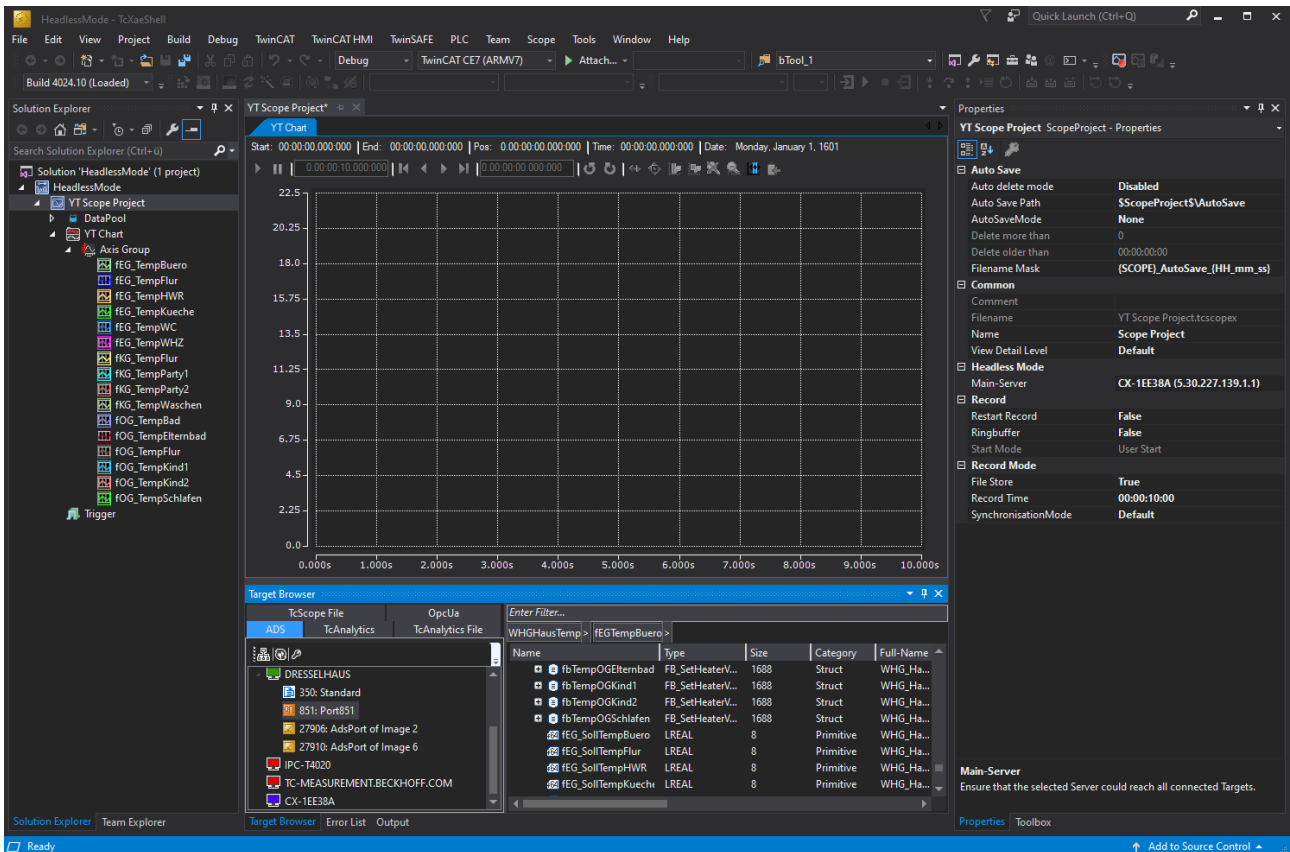 HeadlessMode - TcXaeShell
Quick Launch (Ctrl+Q)
File Edit View Project Build Debug TwinCAT TwinCAT HMI TwinSAFE PLC Team Scope Tools Window Help
Debug TwinCAT CE7 (ARMV7) Attach... bTool_1
Build 4024.10 (Loaded)
Solution Explorer
Search Solution Explorer (Ctrl+ü)
Solution 'HeadlessMode' (1 project)
HeadlessMode
YT Scope Project
DataPool
YT Chart
Axis Group
fEG_TempBuero
fEG_TempFlur
fEG_TempHWR
fEG_TempKueche
fEG_TempWC
fEG_TempWHZ
fKG_TempFlur
fKG_TempParty1
fKG_TempParty2
fKG_TempWaschen
fOG_TempBad
fOG_TempElternbad
fOG_TempFlur
fOG_TempKind1
fOG_TempKind2
fOG_TempSchlafen
Trigger
Solution Explorer Team Explorer
YT Scope Project*
YT Chart
Start: 00:00:00,000:000 End: 00:00:00,000:000 Pos: 0.00:00:00.000:000 Time: 00:00:00,000:000 Date: Monday, January 1, 1601
0.00:00:10.000:000 0.00:00:00.000:000
22.5
20.25
18.0
15.75
13.5
11.25
9.0
6.75
4.5
2.25
0.0
0.000s 1.000s 2.000s 3.000s 4.000s 5.000s 6.000s 7.000s 8.000s 9.000s 10.000s
Target Browser
TcScope File OpcUa
ADS TcAnalytics TcAnalytics File
DRESSELHAUS
350: Standard
851: Port851
27906: AdsPort of Image 2
27910: AdsPort of Image 6
IPC-T4020
TC-MEASUREMENT.BECKHOFF.COM
CX-1EE38A
Enter Filter...
WHGHausTemp > fEGTempBuero >
Name Type Size Category Full-Name
fbTempOGElternbad FB_SetHeaterV... 1688 Struct WHG_Ha...
fbTempOGKind1 FB_SetHeaterV... 1688 Struct WHG_Ha...
fbTempOGKind2 FB_SetHeaterV... 1688 Struct WHG_Ha...
fbTempOGSchlafen FB_SetHeaterV... 1688 Struct WHG_Ha...
fEG_SollTempBuero LREAL 8 Primitive WHG_Ha...
fEG_SollTempFlur LREAL 8 Primitive WHG_Ha...
fEG_SollTempHWR LREAL 8 Primitive WHG_Ha...
fEG_SollTempKueche LREAL 8 Primitive WHG_Ha...
Target Browser Error List Output
Properties
YT Scope Project ScopeProject - Properties
Auto Save
Auto delete mode Disabled
Auto Save Path $ScopeProject$\AutoSave
AutoSaveMode None
Delete more than 0
Delete older than 00:00:00:00
Filename Mask {SCOPE}_AutoSave_{HH_mm_ss}
Common
Comment
Filename YT Scope Project.tcscopex
Name Scope Project
View Detail Level Default
Headless Mode
Main-Server CX-1EE38A (5.30.227.139.1.1)
Record
Restart Record False
Ringbuffer False
Start Mode User Start
Record Mode
File Store True
Record Time 00:00:10:00
SynchronisationMode Default
Main-Server
Ensure that the selected Server could reach all connected Targets.
Properties Toolbox
Ready
Add to Source Control